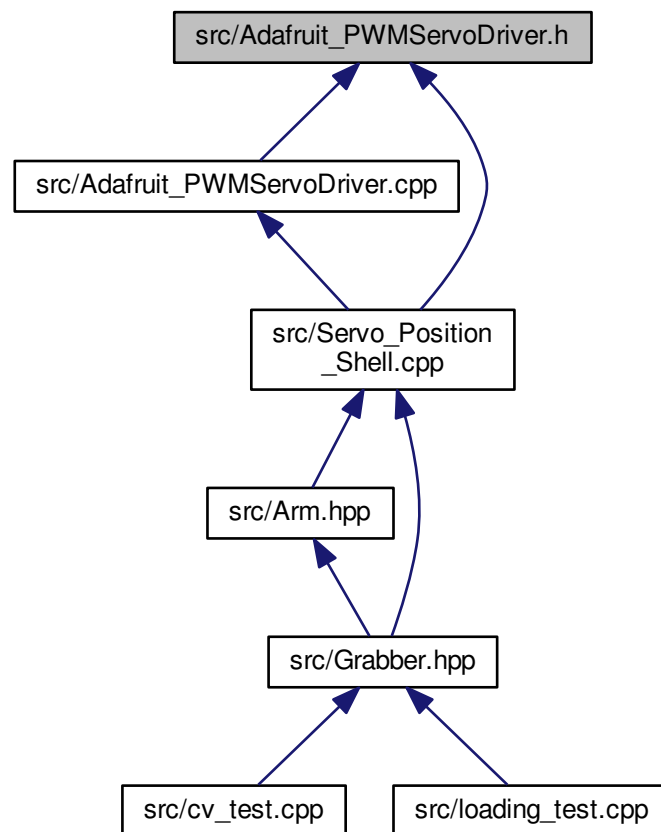 src/Adafruit_PWMServoDriver.h
src/Adafruit_PWMServoDriver.cpp
src/Servo_Position
_Shell.cpp
src/Arm.hpp
src/Grabber.hpp
src/cv_test.cpp
src/loading_test.cpp